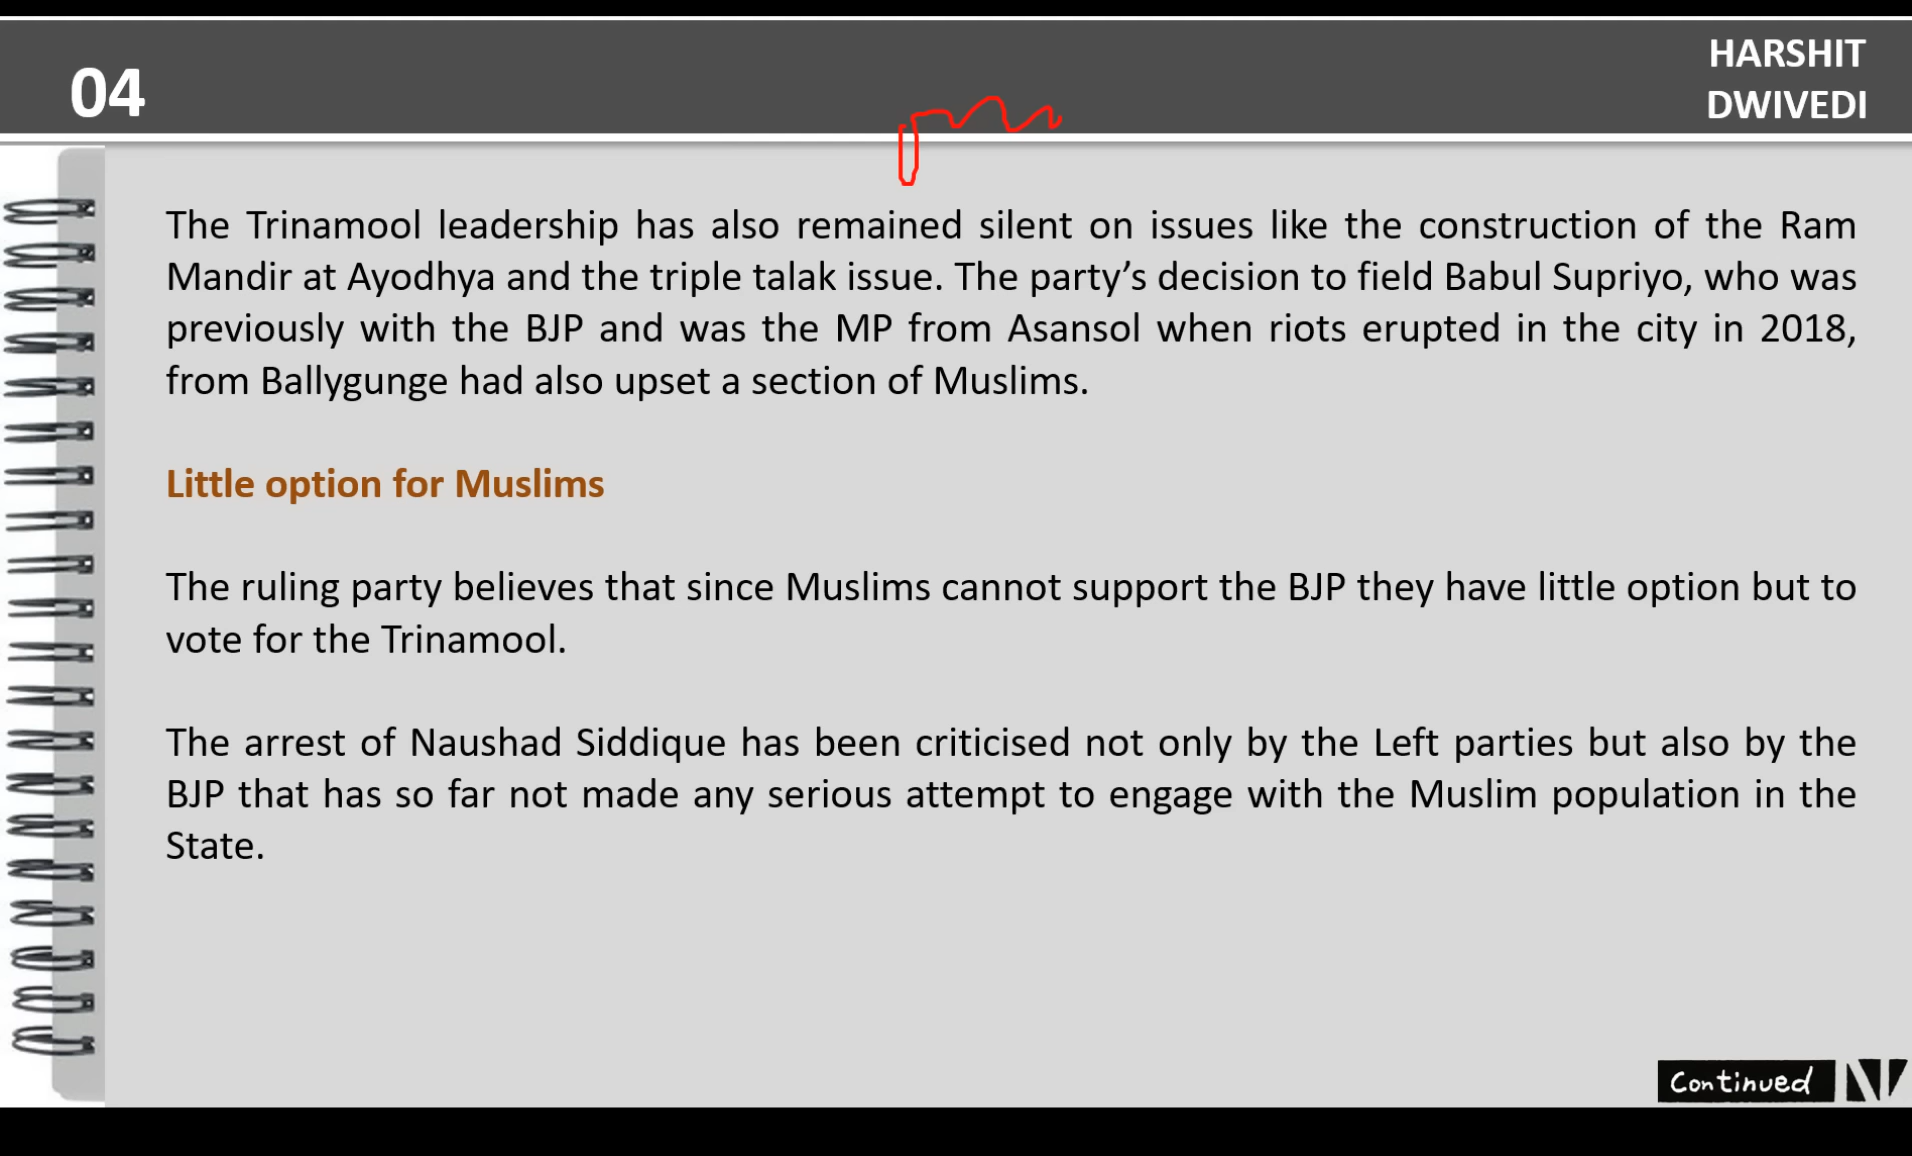 04
HARSHIT
DWIVEDI
The Trinamool leadership has also remained silent on issues like the construction of the Ram
Mandir at Ayodhya and the triple talak issue. The party’s decision to field Babul Supriyo, who was
previously with the BJP and was the MP from Asansol when riots erupted in the city in 2018,
from Ballygunge had also upset a section of Muslims.
Little option for Muslims
The ruling party believes that since Muslims cannot support the BJP they have little option but to
vote for the Trinamool.
The arrest of Naushad Siddique has been criticised not only by the Left parties but also by the
BJP that has so far not made any serious attempt to engage with the Muslim population in the
State.
Continued